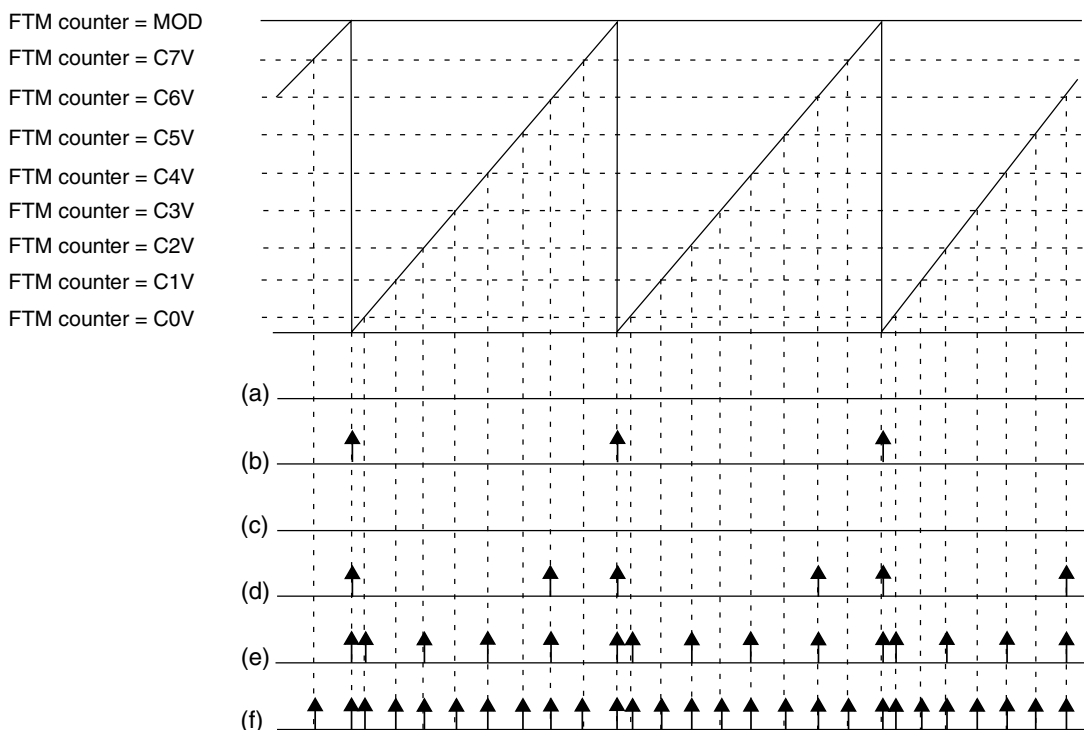 FTM counter = MOD
FTM counter = C7V
FTM counter = C6V
FTM counter = C5V
FTM counter = C4V
FTM counter = C3V
FTM counter = C2V
FTM counter = C1V
FTM counter = C0V
(a)
(b)
(c)
(d)
(e)
(f)